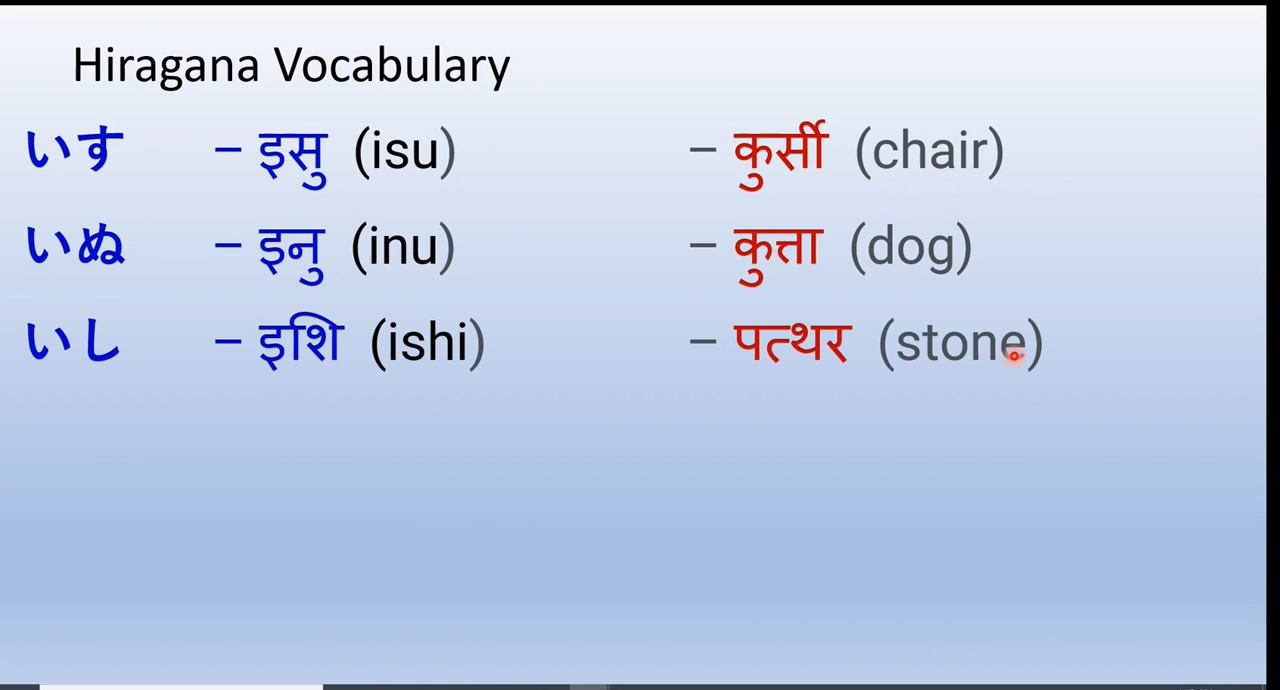 Hiragana Vocabulary
いす – इसु (isu) – कुर्सी (chair)
いぬ – इनु (inu) – कुत्ता (dog)
いし – इशि (ishi) – पत्थर (stone)